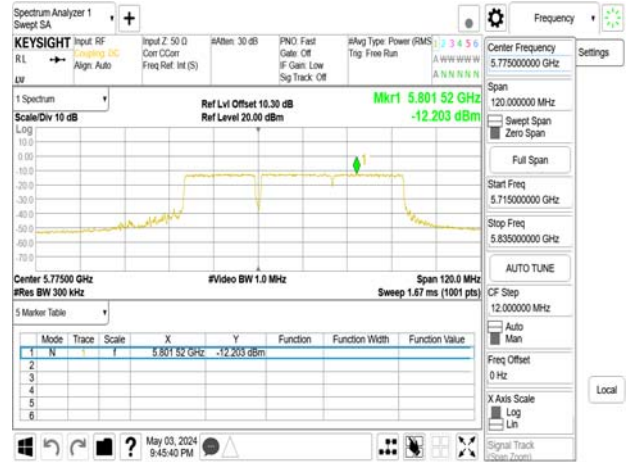 Spectrum Analyzer 1
Swept SA
Frequency
KEYSIGHT
RL
Input: RF
Coupling: DC
Align: Auto
Input Z: 50 Ω
Corr CCorr
Freq Ref: Int (S)
#Atten: 30 dB
PNO: Fast
Gate: Off
IF Gain: Low
Sig Track: Off
#Avg Type: Power (RMS)
Trig: Free Run
1 2 3 4 5 6
A W W W W W
A N N N N N
1 Spectrum
Scale/Div 10 dB
Ref Lvl Offset 10.30 dB
Ref Level 20.00 dBm
Mkr1 5.801 52 GHz
-12.203 dBm
Log
10.0
0.00
-10.0
-20.0
-30.0
-40.0
-50.0
-60.0
-70.0
1
Center 5.77500 GHz
#Res BW 300 kHz
#Video BW 1.0 MHz
Span 120.0 MHz
Sweep 1.67 ms (1001 pts)
5 Marker Table
Mode Trace Scale X Y Function Function Width Function Value
1 N 1 f 5.801 52 GHz -12.203 dBm
2
3
4
5
6
May 03, 2024
9:45:40 PM
Center Frequency
5.775000000 GHz
Settings
Span
120.000000 MHz
Swept Span
Zero Span
Full Span
Start Freq
5.715000000 GHz
Stop Freq
5.835000000 GHz
AUTO TUNE
CF Step
12.000000 MHz
Auto
Man
Freq Offset
0 Hz
X Axis Scale
Log
Lin
Signal Track
(Span Zoom)
Local